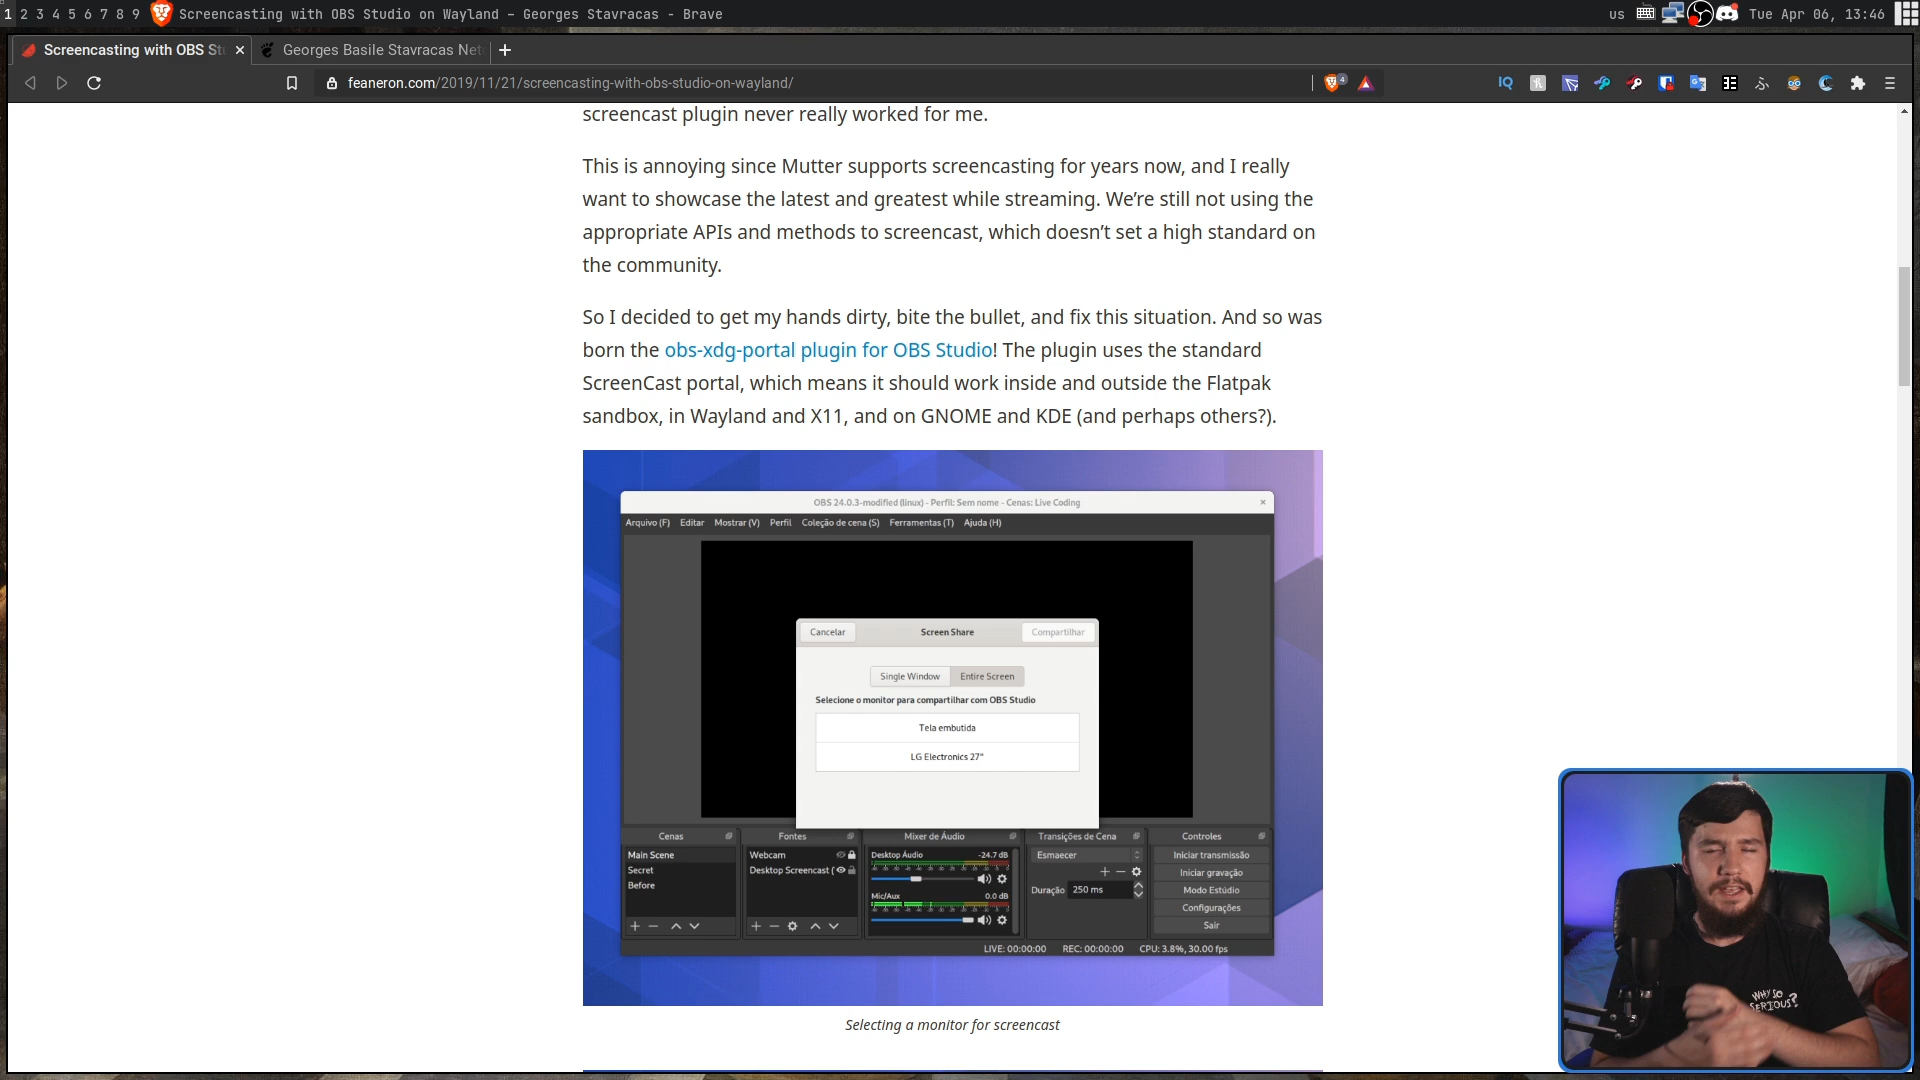 1 2 3 4 5 6 7 8 9 Screencasting with OBS Studio on Wayland – Georges Stavracas - Brave us Tue Apr 06, 13:46
Screencasting with OBS St
Georges Basile Stavracas Net
feaneron.com/2019/11/21/screencasting-with-obs-studio-on-wayland/
4
IQ
screencast plugin never really worked for me.
This is annoying since Mutter supports screencasting for years now, and I really
want to showcase the latest and greatest while streaming. We’re still not using the
appropriate APIs and methods to screencast, which doesn’t set a high standard on
the community.
So I decided to get my hands dirty, bite the bullet, and fix this situation. And so was
born the obs-xdg-portal plugin for OBS Studio! The plugin uses the standard
ScreenCast portal, which means it should work inside and outside the Flatpak
sandbox, in Wayland and X11, and on GNOME and KDE (and perhaps others?).
OBS 24.0.3-modified (linux) - Perfil: Sem nome - Cenas: Live Coding
Arquivo (F) Editar Mostrar (V) Perfil Coleção de cena (S) Ferramentas (T) Ajuda (H)
Cancelar Screen Share Compartilhar
Single Window Entire Screen
Selecione o monitor para compartilhar com OBS Studio
Tela embutida
LG Electronics 27"
Cenas Fontes Mixer de Áudio Transições de Cena Controles
Main Scene
Secret
Before
Webcam
Desktop Screencast (
Desktop Áudio -24.7 dB
Mic/Aux 0.0 dB
Esmaecer
Duração 250 ms
Iniciar transmissão
Iniciar gravação
Modo Estúdio
Configurações
Sair
LIVE: 00:00:00 REC: 00:00:00 CPU: 3.8%, 30.00 fps
Selecting a monitor for screencast
WHY SO
SERIOUS?